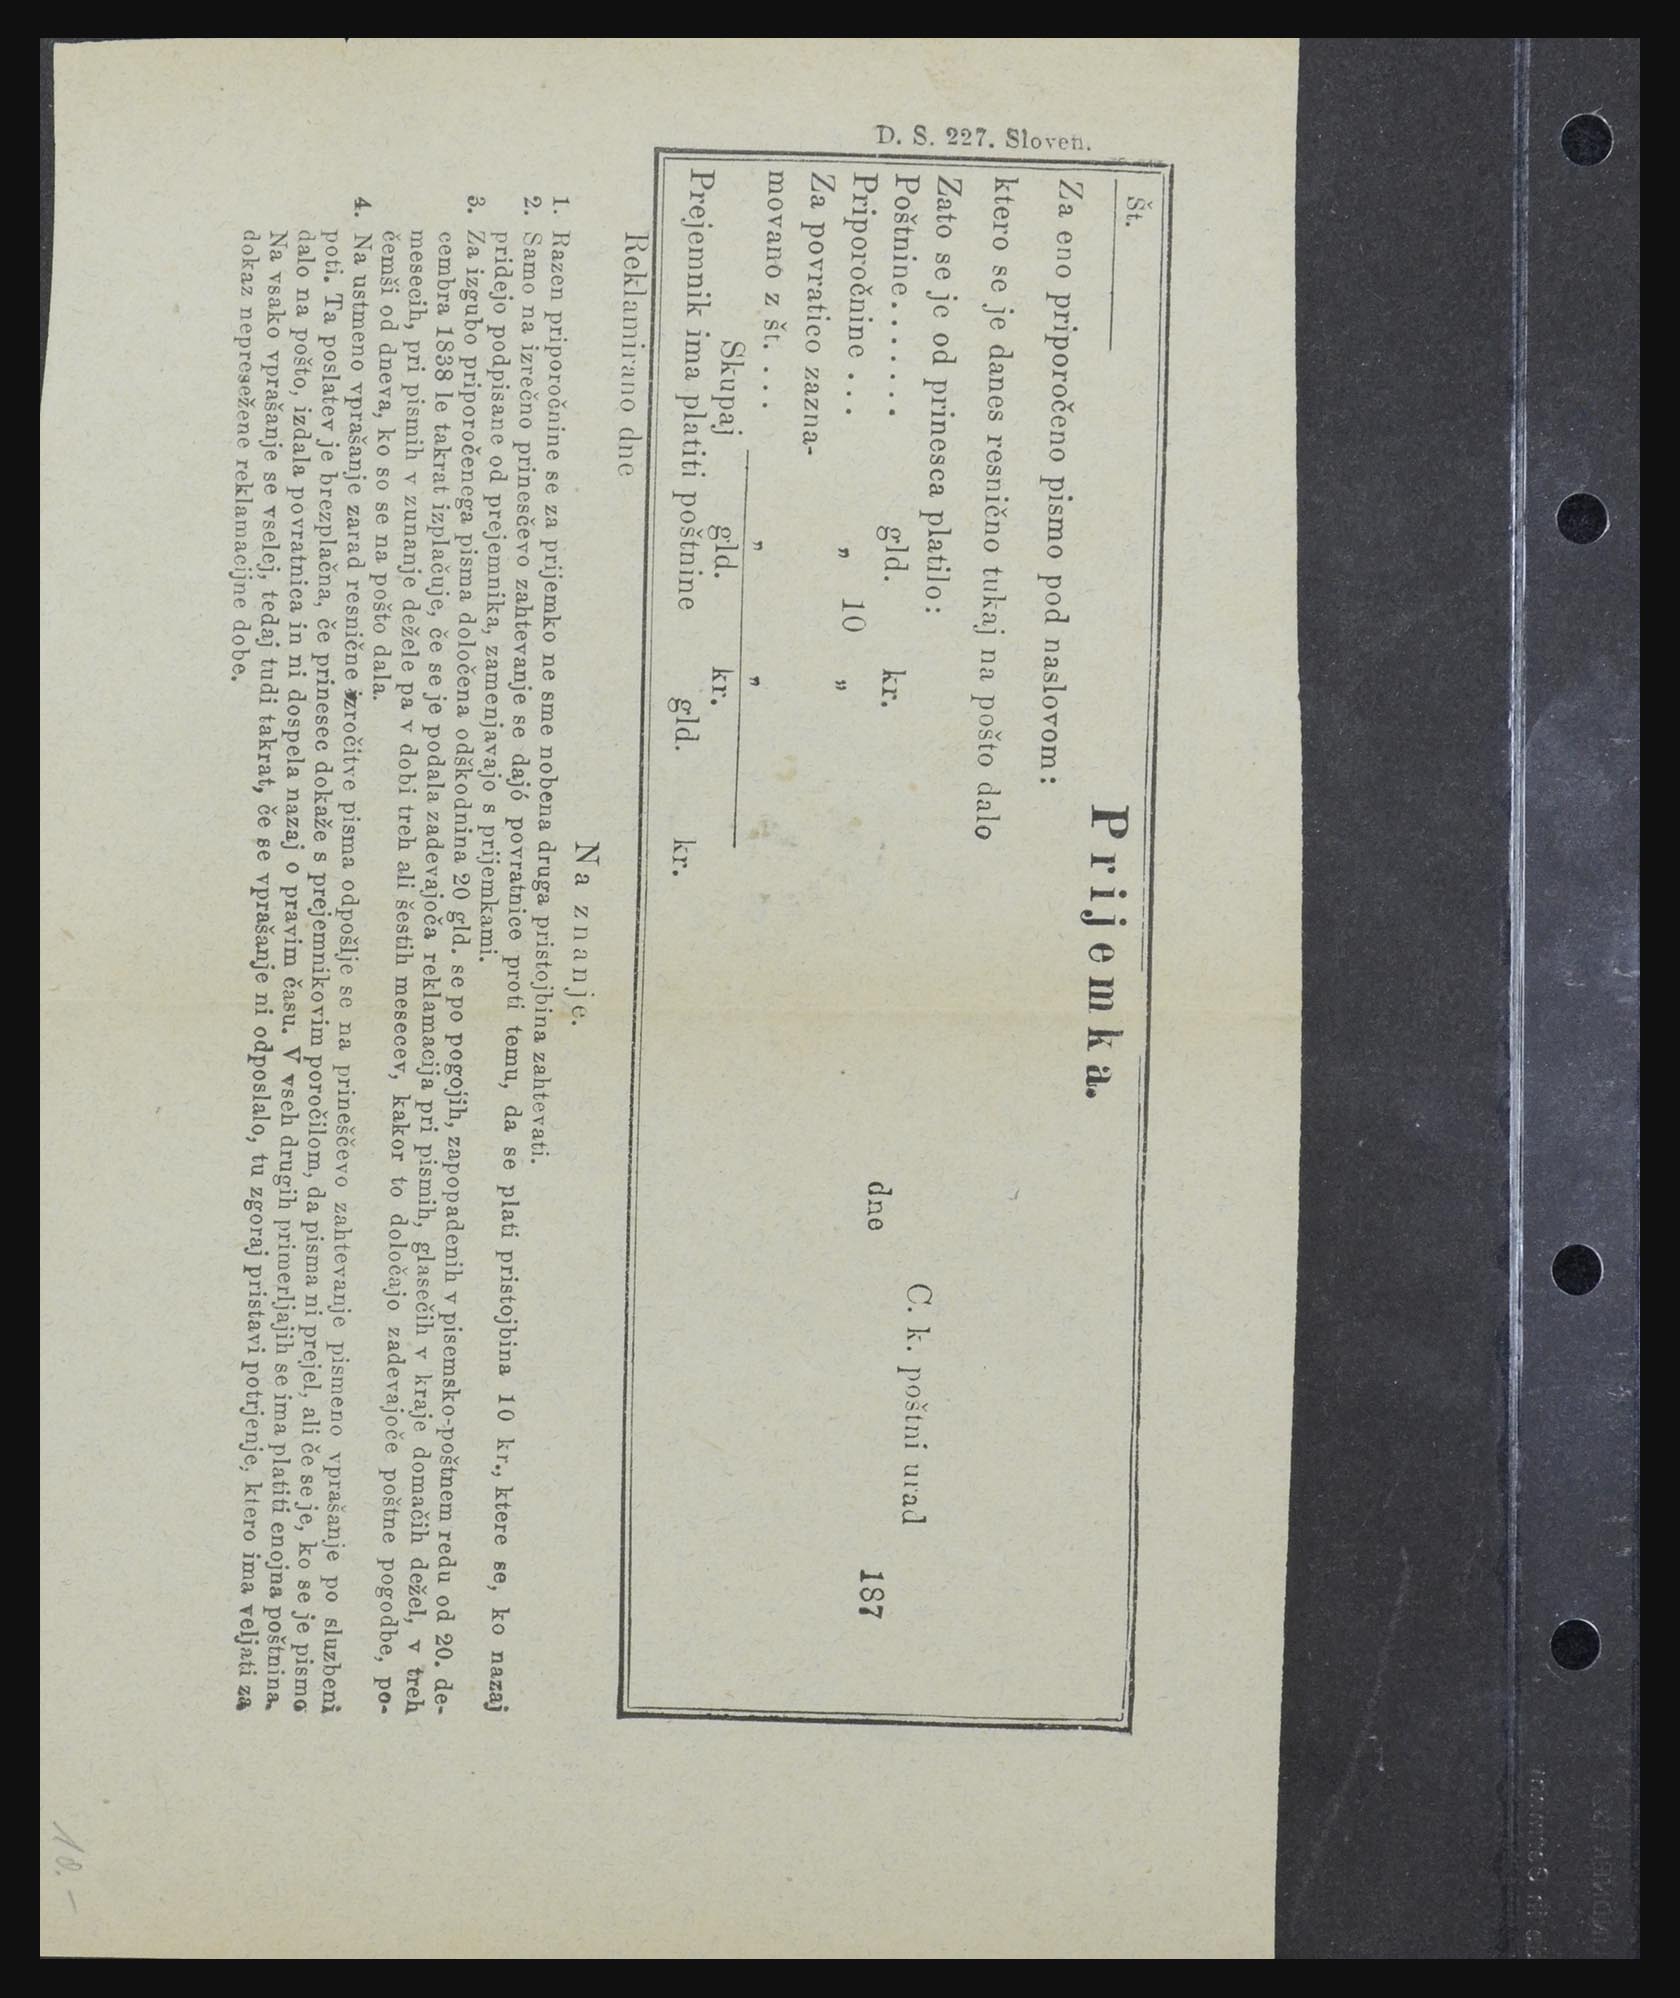 D. S. 227. Sloven.
Št.
Prijemka.
Za eno priporočeno pismo pod naslovom:
ktero se je danes resnično tukaj na pošto dalo
Zato se je od prinesca platilo:
Poštnine....... gld. kr.
Priporočnine ... „ 10 „
Za povratico zazna-
movano z št. ... „ „
Skupaj gld. kr.
Prejemnik ima platiti poštnine gld. kr.
C. k. poštni urad
dne 187
Reklamirano dne
Na znanje.
1. Razen priporočnine se za prijemko ne sme nobena druga pristojbina zahtevati.
2. Samo na izrečno prinesčevo zahtevanje se dajó povratnice proti temu, da se plati pristojbina 10 kr., ktere se, ko nazaj
pridejo podpisane od prejemnika, zamenjavajo s prijemkami.
3. Za izgubo priporočenega pisma določena odškodnina 20 gld. se po pogojih, zapopadenih v pisemsko-poštnem redu od 20. de-
cembra 1838 le takrat izplačuje, če se je podala zadevajoča reklamacija pri pismih, glasečih v kraje domačih dežel, v treh
mesecih, pri pismih v zunanje dežele pa v dobi treh ali šestih mesecev, kakor to določajo zadevajoče poštne pogodbe, po-
čemši od dneva, ko so se na pošto dala.
4. Na ustmeno vprašanje zarad resnične izročitve pisma odpošlje se na prineščevo zahtevanje pismeno vprašanje po sluzbeni
poti. Ta poslatev je brezplačna, če prinesec dokaže s prejemnikovim poročilom, da pisma ni prejel, ali če se je, ko se je pismo
dalo na pošto, izdala povratnica in ni dospela nazaj o pravim času. V vseh drugih primerljajih se ima platiti enojna poštnina.
Na vsako vprašanje se vselej, tedaj tudi takrat, če se vprašanje ni odposlalo, tu zgoraj pristavi potrjenje, ktero ima veljati za
dokaz nepresežene reklamacijne dobe.
10.-